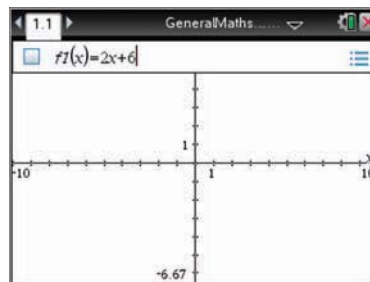 1.1 GeneralMaths......
f1(x)=2x+6
1
-10 1 10
-6.67